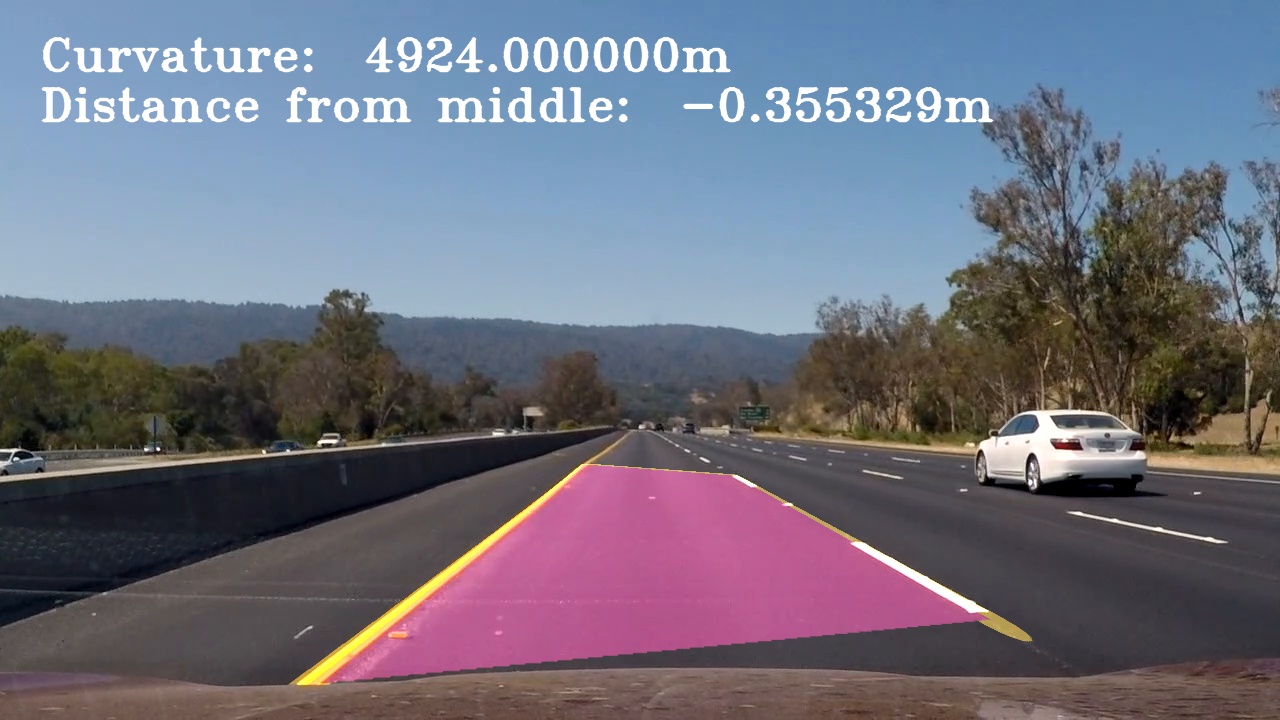 Curvature:  4924.000000m
Distance from middle:  −0.355329m